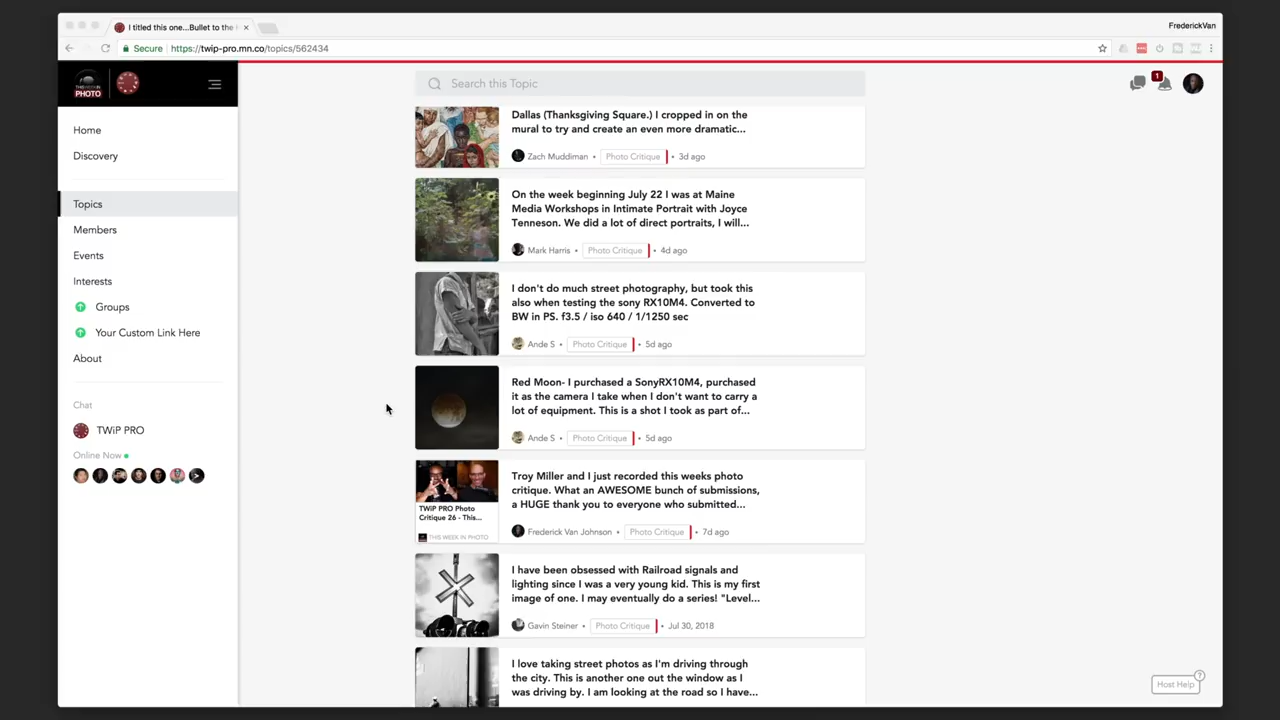 I titled this one...Bullet to the
FrederickVan
Secure
https://twip-pro.mn.co/topics/562434
PHOTO
Search this Topic
1
Home
Discovery
Topics
Members
Events
Interests
Groups
Your Custom Link Here
About
Chat
TWiP PRO
Online Now
Dallas (Thanksgiving Square.) I cropped in on the
mural to try and create an even more dramatic...
Zach Muddiman • Photo Critique • 3d ago
On the week beginning July 22 I was at Maine
Media Workshops in Intimate Portrait with Joyce
Tenneson. We did a lot of direct portraits, I will...
Mark Harris • Photo Critique • 4d ago
I don't do much street photography, but took this
also when testing the sony RX10M4. Converted to
BW in PS. f3.5 / iso 640 / 1/1250 sec
Ande S • Photo Critique • 5d ago
Red Moon- I purchased a SonyRX10M4, purchased
it as the camera I take when I don't want to carry a
lot of equipment. This is a shot I took as part of...
Ande S • Photo Critique • 5d ago
TWiP PRO Photo
Critique 26 - This...
THIS WEEK IN PHOTO
Troy Miller and I just recorded this weeks photo
critique. What an AWESOME bunch of submissions,
a HUGE thank you to everyone who submitted...
Frederick Van Johnson • Photo Critique • 7d ago
I have been obsessed with Railroad signals and
lighting since I was a very young kid. This is my first
image of one. I may eventually do a series! "Level...
Gavin Steiner • Photo Critique • Jul 30, 2018
I love taking street photos as I'm driving through
the city. This is another one out the window as I
was driving by. I am looking at the road so I have...
Host Help
?